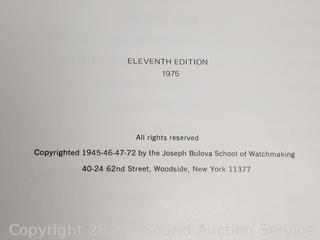 ELEVENTH EDITION
1975
All rights reserved
Copyrighted 1945-46-47-72 by the Joseph Bulova School of Watchmaking
40-24 62nd Street, Woodside, New York 11377
Copyright Sound Auction Service